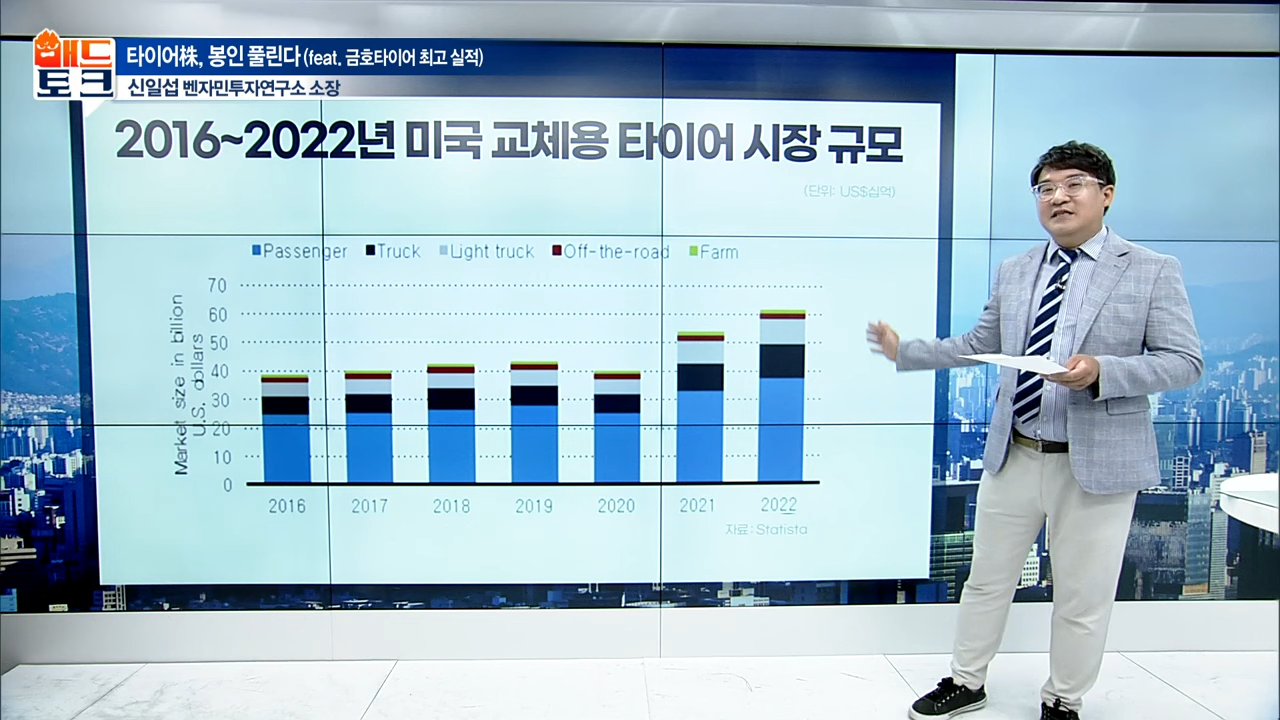 매드
토크
타이어株, 봉인 풀린다 (feat. 금호타이어 최고 실적)
신일섭 벤자민투자연구소 소장
2016~2022년 미국 교체용 타이어 시장 규모
(단위: US$십억)
Passenger Truck Light truck Off-the-road Farm
Market size in billion
U.S. dollars
70
60
50
40
30
20
10
0
2016 2017 2018 2019 2020 2021 2022
자료: Statista